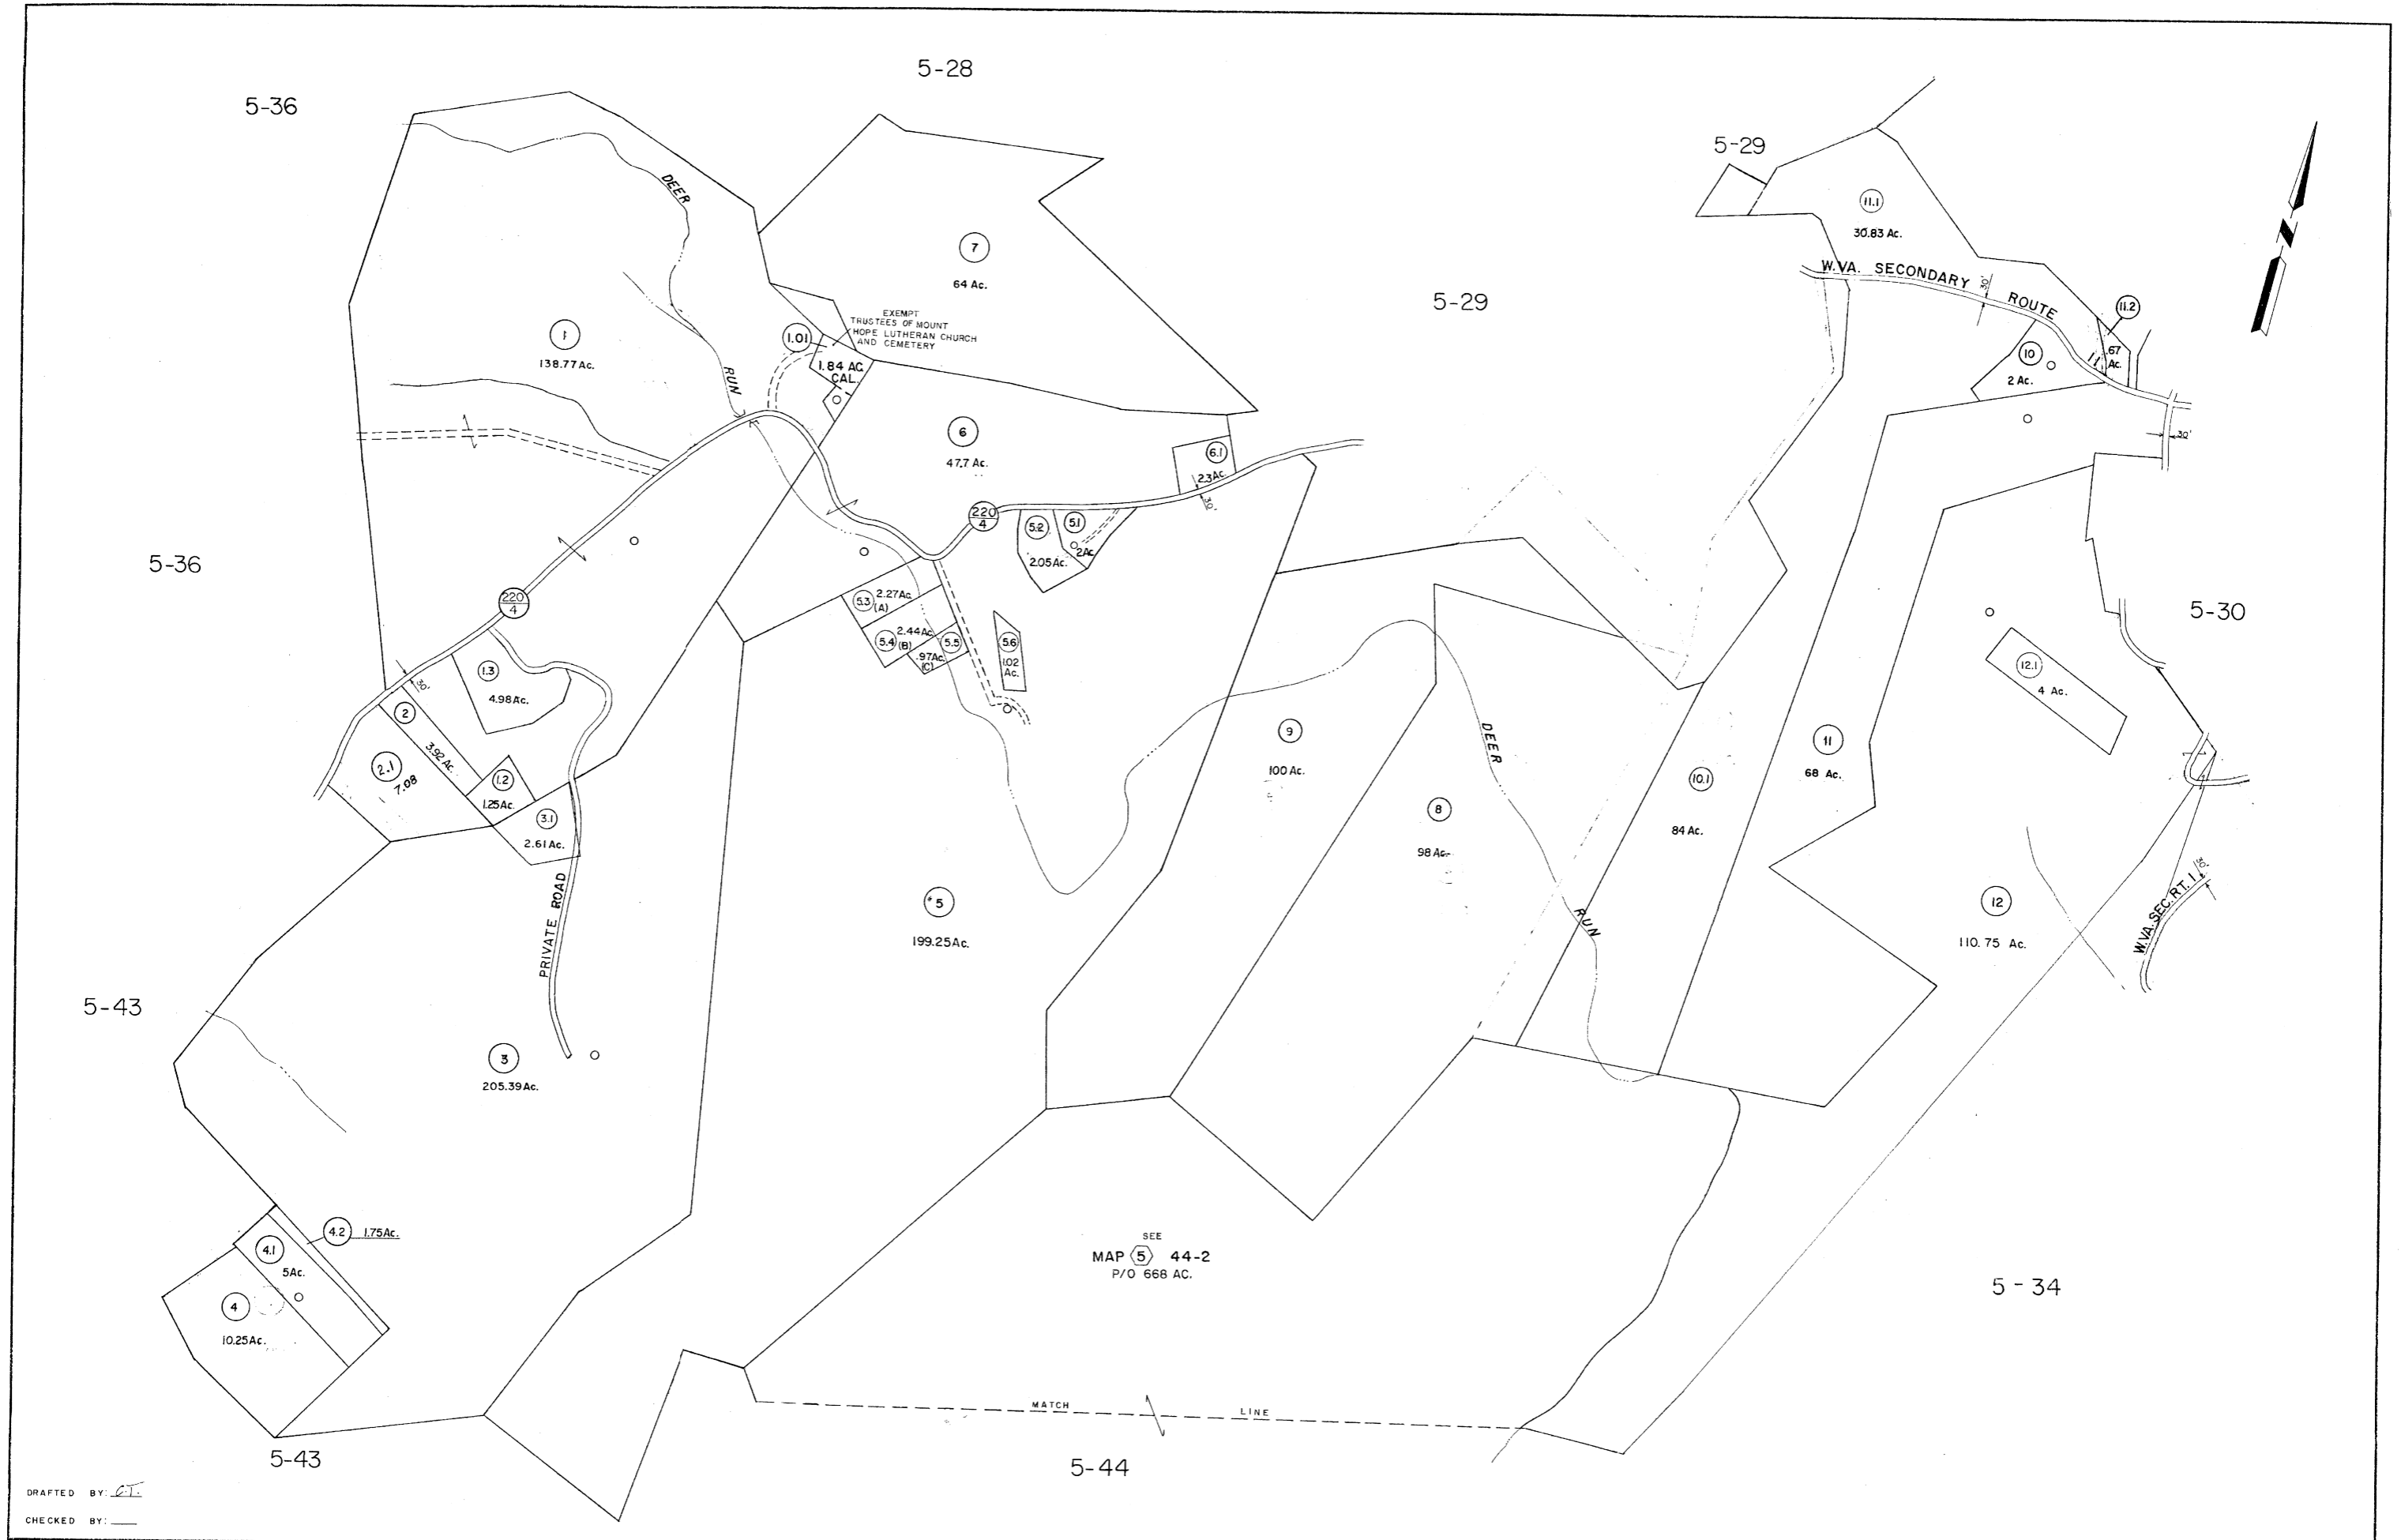 5-28
5-36
5-29
DEER
11.1
30.83 Ac.
7
64 Ac.
W.VA. SECONDARY ROUTE 11
30'
5-29
11.2
.67
Ac.
EXEMPT
TRUSTEES OF MOUNT
HOPE LUTHERAN CHURCH
AND CEMETERY
1.01
1.84 AC.
CAL.
1
138.77 Ac.
RUN
10
2 Ac.
30'
6
47.7 Ac.
6.1
2.3 Ac.
30'
220
4
5.2
2.05 Ac.
5.1
2 Ac.
5-36
220
4
5.3
2.27 Ac.
(A)
5.4
2.44 Ac.
(B)
5.5
.97 Ac.
(C)
5.6
1.02
Ac.
5-30
12.1
4 Ac.
1.3
4.98 Ac.
30'
2
3.92 Ac.
2.1
7.08
1.2
1.25 Ac.
3.1
2.61 Ac.
9
100 Ac.
DEER
8
98 Ac.
10.1
84 Ac.
11
68 Ac.
PRIVATE ROAD
5
199.25 Ac.
RUN
12
110.75 Ac.
W.VA. SEC. RT. 1
30'
5-43
3
205.39 Ac.
4.2
1.75 Ac.
4.1
5 Ac.
4
10.25 Ac.
SEE
MAP 5 44-2
P/O 668 AC.
5-34
MATCH LINE
5-43
5-44
DRAFTED BY: C.T.
CHECKED BY: